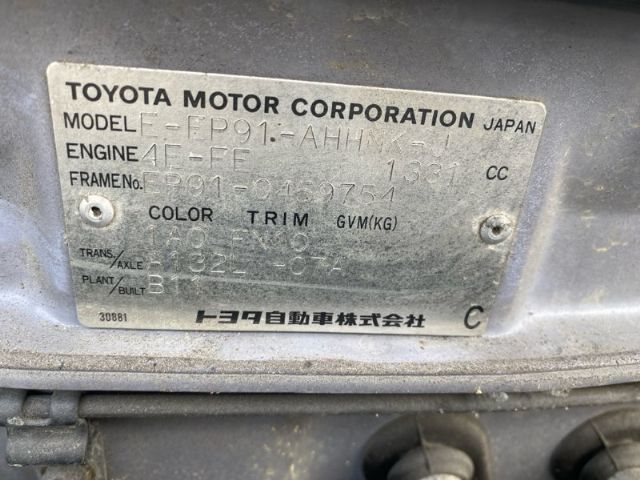 TOYOTA MOTOR CORPORATION JAPAN
MODEL E-EP91-AHHNK-J
ENGINE 4E-FE 1331 CC
FRAME No. EP91-0459754
COLOR TRIM GVM(KG)
TRANS/AXLE A132L -07A
PLANT/BUILT B11
30881 トヨタ自動車株式会社 C